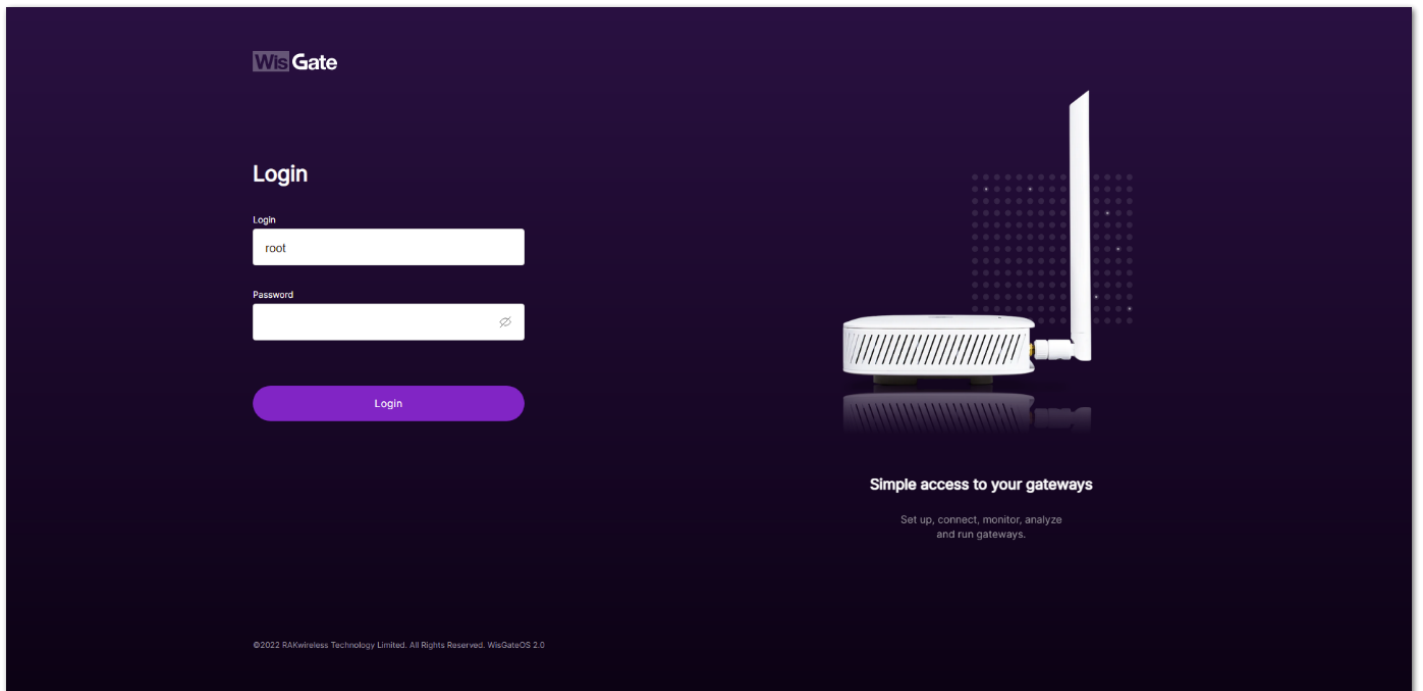 WisGate
Login
Login
root
Password
Login
Simple access to your gateways
Set up, connect, monitor, analyze
and run gateways.
©2022 RAKwireless Technology Limited. All Rights Reserved. WisGateOS 2.0